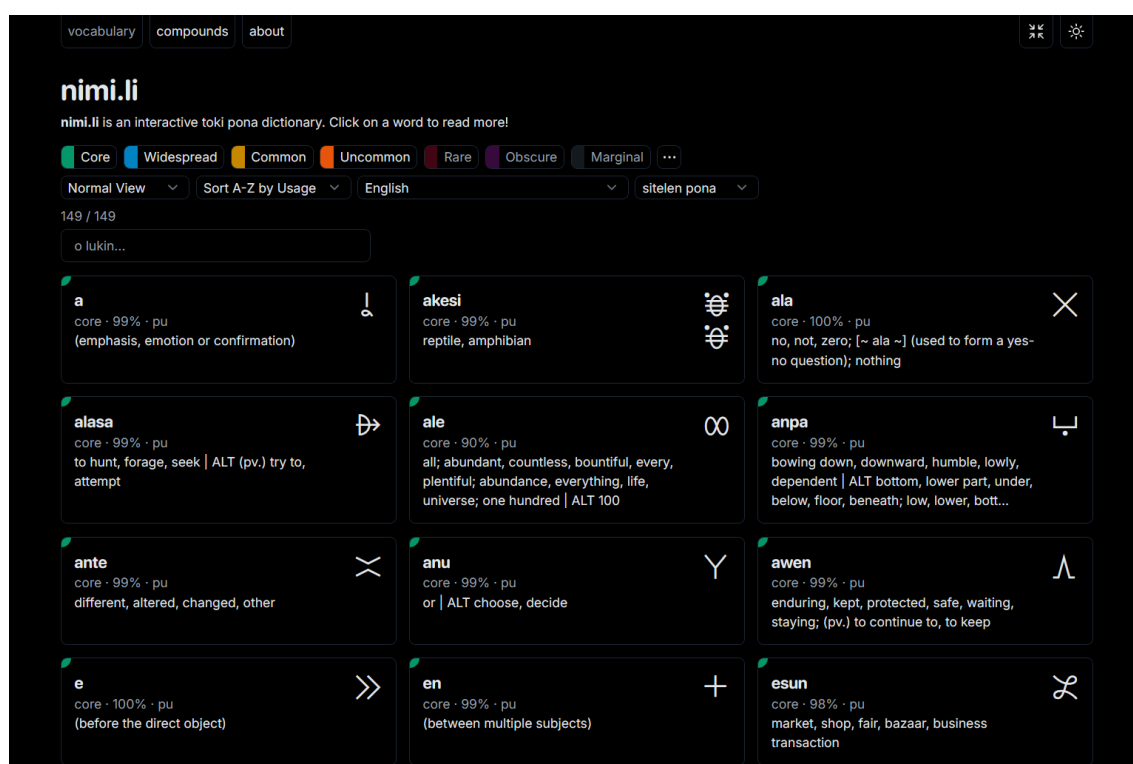 vocabulary compounds about
nimi.li
nimi.li is an interactive toki pona dictionary. Click on a word to read more!
Core Widespread Common Uncommon Rare Obscure Marginal ···
Normal View Sort A-Z by Usage English sitelen pona
149 / 149
o lukin...
a
core · 99% · pu
(emphasis, emotion or confirmation)
akesi
core · 99% · pu
reptile, amphibian
ala
core · 100% · pu
no, not, zero; [~ ala ~] (used to form a yes-
no question); nothing
alasa
core · 99% · pu
to hunt, forage, seek | ALT (pv.) try to,
attempt
ale
core · 90% · pu
all; abundant, countless, bountiful, every,
plentiful; abundance, everything, life,
universe; one hundred | ALT 100
anpa
core · 99% · pu
bowing down, downward, humble, lowly,
dependent | ALT bottom, lower part, under,
below, floor, beneath; low, lower, bott...
ante
core · 99% · pu
different, altered, changed, other
anu
core · 99% · pu
or | ALT choose, decide
awen
core · 99% · pu
enduring, kept, protected, safe, waiting,
staying; (pv.) to continue to, to keep
e
core · 100% · pu
(before the direct object)
en
core · 99% · pu
(between multiple subjects)
esun
core · 98% · pu
market, shop, fair, bazaar, business
transaction